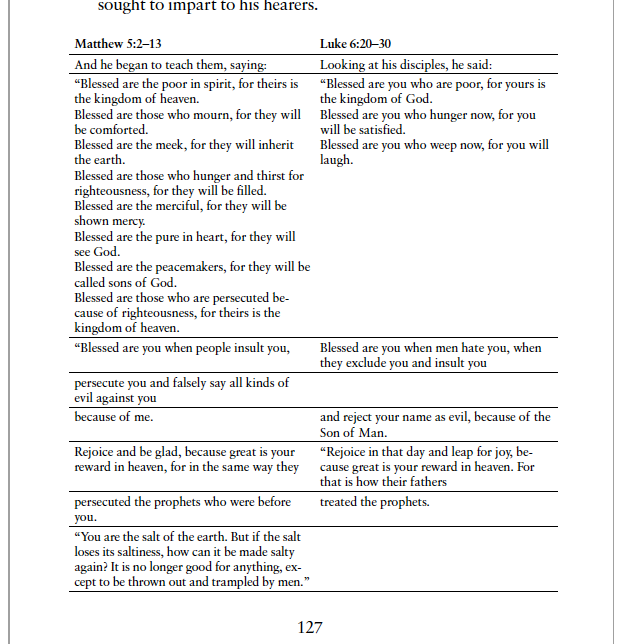 sought to impart to his hearers.
Matthew 5:2–13
Luke 6:20–30
And he began to teach them, saying:
Looking at his disciples, he said:
“Blessed are the poor in spirit, for theirs is
the kingdom of heaven.
Blessed are those who mourn, for they will
be comforted.
Blessed are the meek, for they will inherit
the earth.
Blessed are those who hunger and thirst for
righteousness, for they will be filled.
Blessed are the merciful, for they will be
shown mercy.
Blessed are the pure in heart, for they will
see God.
Blessed are the peacemakers, for they will be
called sons of God.
Blessed are those who are persecuted be-
cause of righteousness, for theirs is the
kingdom of heaven.
“Blessed are you who are poor, for yours is
the kingdom of God.
Blessed are you who hunger now, for you
will be satisfied.
Blessed are you who weep now, for you will
laugh.
“Blessed are you when people insult you,
Blessed are you when men hate you, when
they exclude you and insult you
persecute you and falsely say all kinds of
evil against you
because of me.
and reject your name as evil, because of the
Son of Man.
Rejoice and be glad, because great is your
reward in heaven, for in the same way they
“Rejoice in that day and leap for joy, be-
cause great is your reward in heaven. For
that is how their fathers
persecuted the prophets who were before
you.
treated the prophets.
“You are the salt of the earth. But if the salt
loses its saltiness, how can it be made salty
again? It is no longer good for anything, ex-
cept to be thrown out and trampled by men.”
127